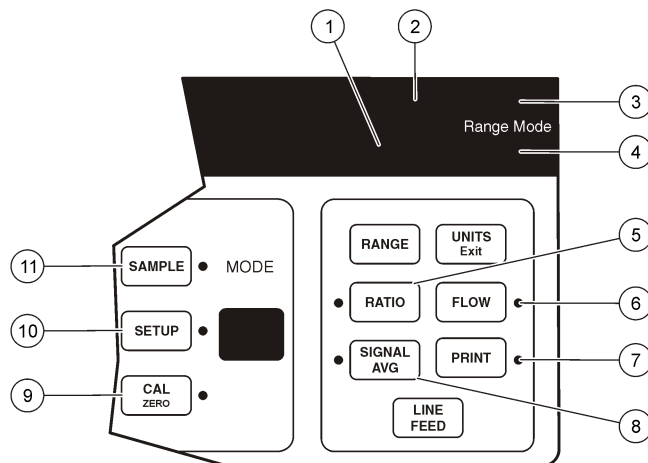 1
2
3
Range Mode
4
RANGE
UNITS
Exit
5
11
SAMPLE
MODE
RATIO
FLOW
6
10
SETUP
SIGNAL
AVG
PRINT
7
9
CAL
ZERO
8
LINE
FEED